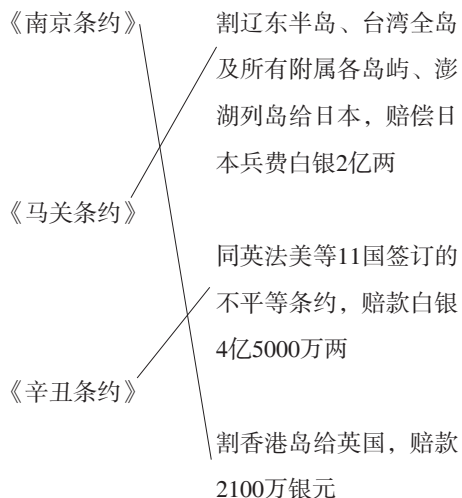 《南京条约》
割辽东半岛、台湾全岛
及所有附属各岛屿、澎
湖列岛给日本，赔偿日
本兵费白银2亿两
《马关条约》
同英法美等11国签订的
不平等条约，赔款白银
4亿5000万两
《辛丑条约》
割香港岛给英国，赔款
2100万银元